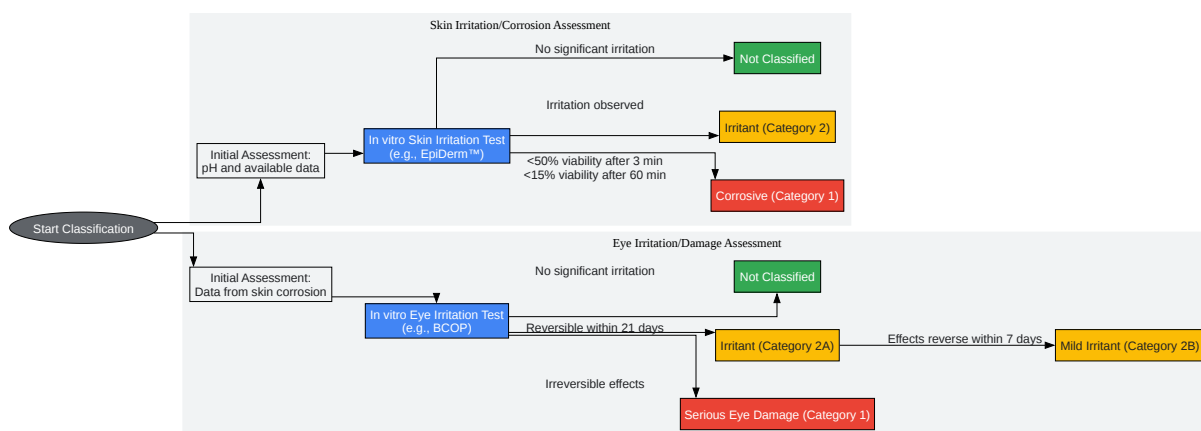 Skin Irritation/Corrosion Assessment
No significant irritation
Not Classified
Irritation observed
Irritant (Category 2)
In vitro Skin Irritation Test
(e.g., EpiDerm™)
Initial Assessment:
pH and available data
<50% viability after 3 min
<15% viability after 60 min
Corrosive (Category 1)
Start Classification
Eye Irritation/Damage Assessment
Initial Assessment:
Data from skin corrosion
No significant irritation
Not Classified
In vitro Eye Irritation Test
(e.g., BCOP)
Reversible within 21 days
Irritant (Category 2A)
Effects reverse within 7 days
Mild Irritant (Category 2B)
Irreversible effects
Serious Eye Damage (Category 1)